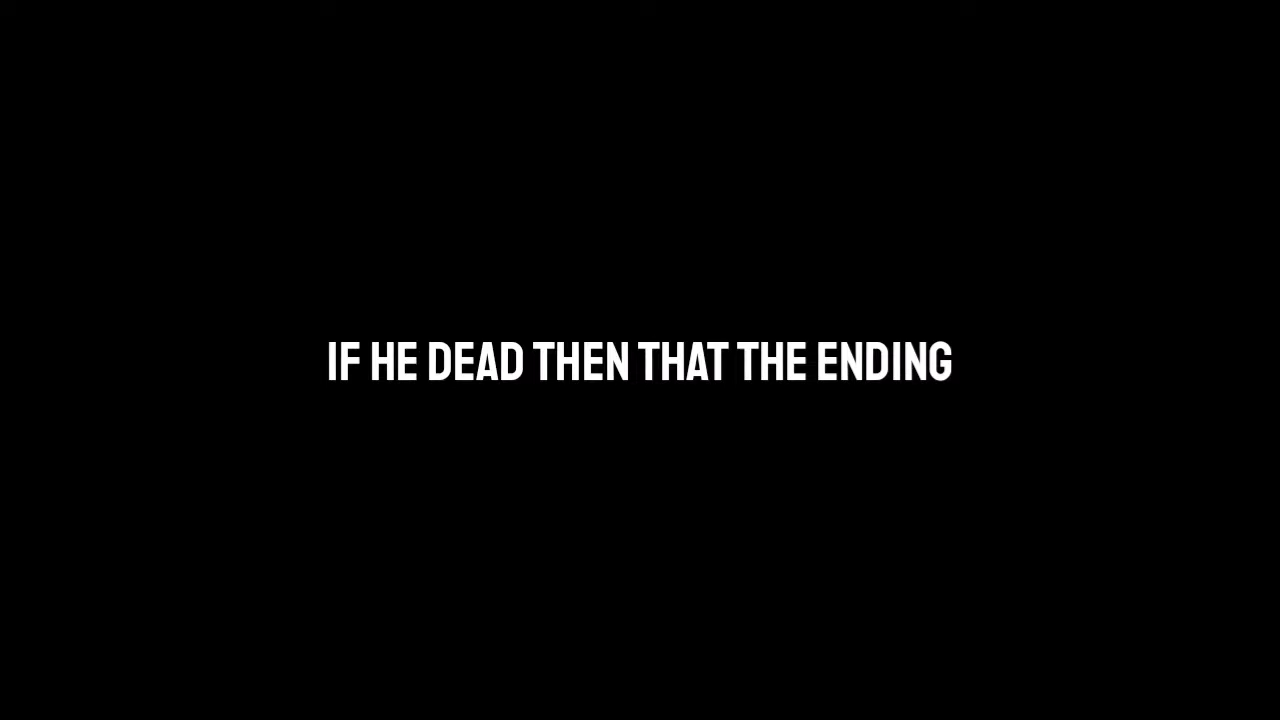 IF HE DEAD THEN THAT THE ENDING